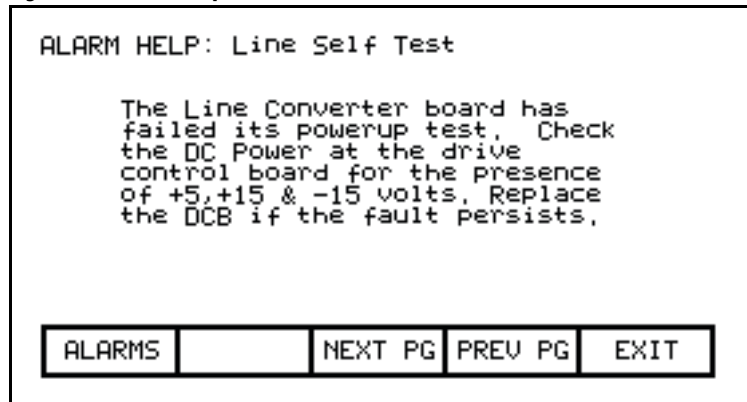 ALARM HELP: Line Self Test
The Line Converter board has
failed its powerup test. Check
the DC Power at the drive
control board for the presence
of +5,+15 & -15 volts. Replace
the DCB if the fault persists.
ALARMS NEXT PG PREV PG EXIT